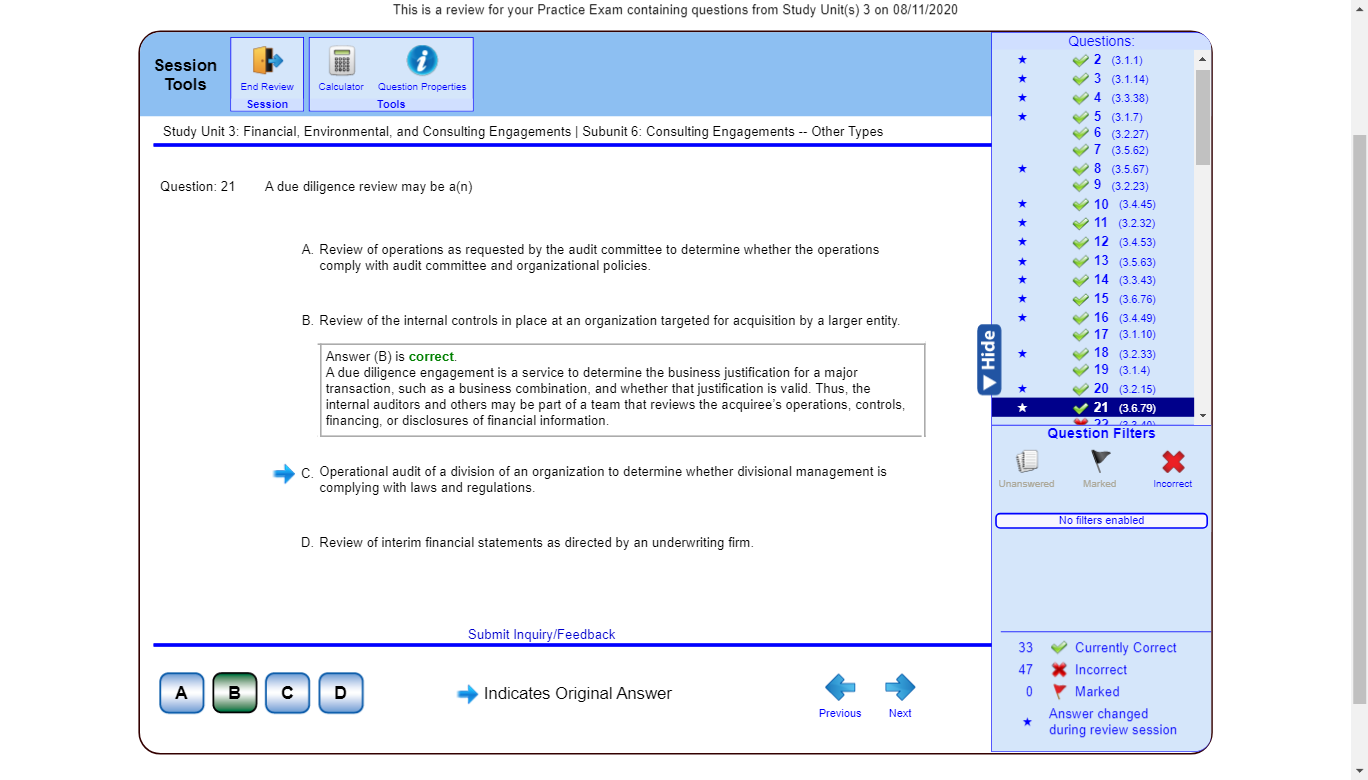 This is a review for your Practice Exam containing questions from Study Unit(s) 3 on 08/11/2020
Session
Tools
End Review
Session
Calculator
Question Properties
Tools
Study Unit 3: Financial, Environmental, and Consulting Engagements | Subunit 6: Consulting Engagements -- Other Types
Question: 21 A due diligence review may be a(n)
A. Review of operations as requested by the audit committee to determine whether the operations
comply with audit committee and organizational policies.
B. Review of the internal controls in place at an organization targeted for acquisition by a larger entity.
Answer (B) is correct.
A due diligence engagement is a service to determine the business justification for a major
transaction, such as a business combination, and whether that justification is valid. Thus, the
internal auditors and others may be part of a team that reviews the acquiree's operations, controls,
financing, or disclosures of financial information.
C. Operational audit of a division of an organization to determine whether divisional management is
complying with laws and regulations.
D. Review of interim financial statements as directed by an underwriting firm.
Submit Inquiry/Feedback
A B C D
Indicates Original Answer
Previous
Next
Hide
Questions:
2 (3.1.1)
3 (3.1.14)
4 (3.3.38)
5 (3.1.7)
6 (3.2.27)
7 (3.5.62)
8 (3.5.67)
9 (3.2.23)
10 (3.4.45)
11 (3.2.32)
12 (3.4.53)
13 (3.5.63)
14 (3.3.43)
15 (3.6.76)
16 (3.4.49)
17 (3.1.10)
18 (3.2.33)
19 (3.1.4)
20 (3.2.15)
21 (3.6.79)
Question Filters
Unanswered
Marked
Incorrect
No filters enabled
33 Currently Correct
47 Incorrect
0 Marked
Answer changed
during review session